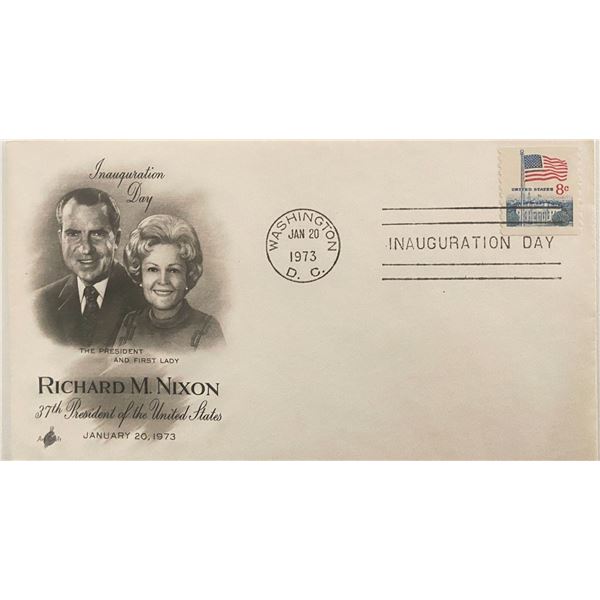 Inauguration
Day
THE PRESIDENT
AND FIRST LADY
RICHARD M. NIXON
37th President of the United States
JANUARY 20, 1973
WASHINGTON
JAN 20
1973
D. C.
INAUGURATION DAY
UNITED STATES 8c